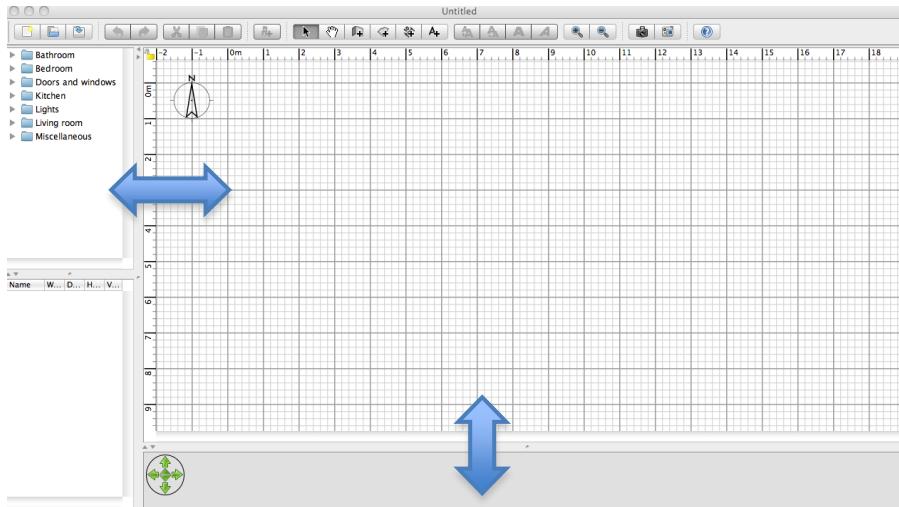 Untitled
Bathroom
Bedroom
Doors and windows
Kitchen
Lights
Living room
Miscellaneous
Name W... D... H... V...
-2 -1 0m 1 2 3 4 5 6 7 8 9 10 11 12 13 14 15 16 17 18
N
0m
1
2
4
5
6
7
8
9